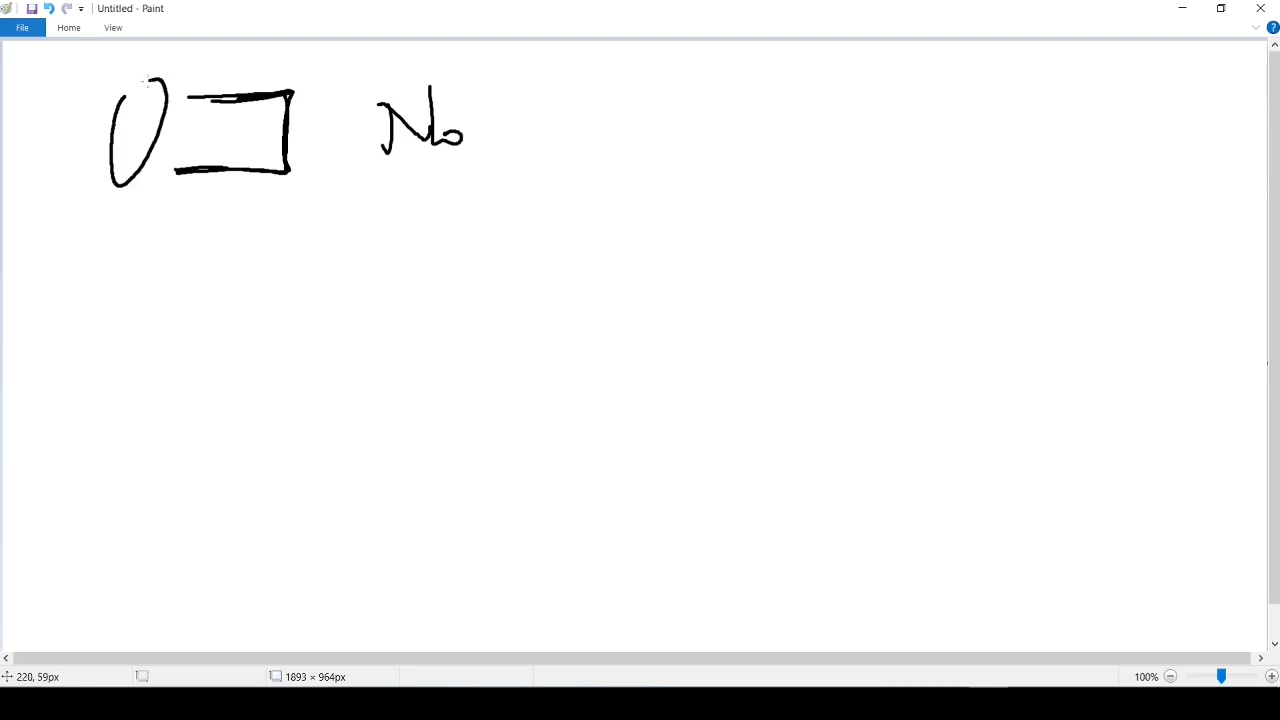 Untitled - Paint
File Home View
No
220, 59px 1893 × 964px 100%